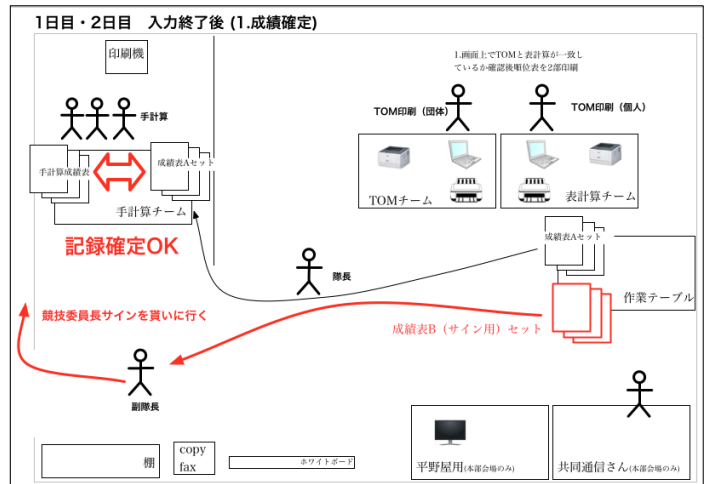 1日目・2日目　入力終了後 (1.成績確定)
印刷機
1.画面上でTOMと表計算が一致し
ているか確認後順位表を2部印刷
手計算
TOM印刷（団体）
TOM印刷（個人）
手計算成績表
成績表Aセット
手計算チーム
TOMチーム
表計算チーム
記録確定OK
成績表Aセット
隊長
作業テーブル
競技委員長サインを貰いに行く
成績表B（サイン用）セット
副隊長
棚
copy
fax
ホワイトボード
平野屋用(本部会場のみ)
共同通信さん(本部会場のみ)